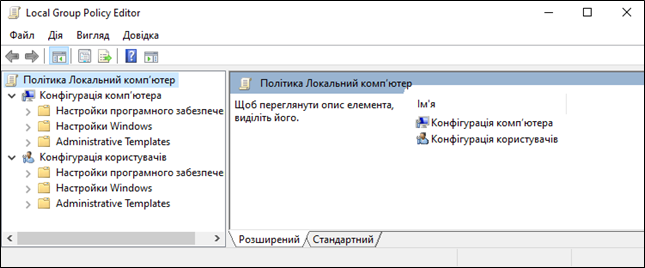 Local Group Policy Editor
Файл Дія Вигляд Довідка
Політика Локальний комп'ютер
Конфігурація комп'ютера
Настройки програмного забезпече
Настройки Windows
Administrative Templates
Конфігурація користувачів
Настройки програмного забезпече
Настройки Windows
Administrative Templates
Політика Локальний комп'ютер
Щоб переглянути опис елемента,
виділіть його.
Ім'я
Конфігурація комп'ютера
Конфігурація користувачів
Розширений Стандартний